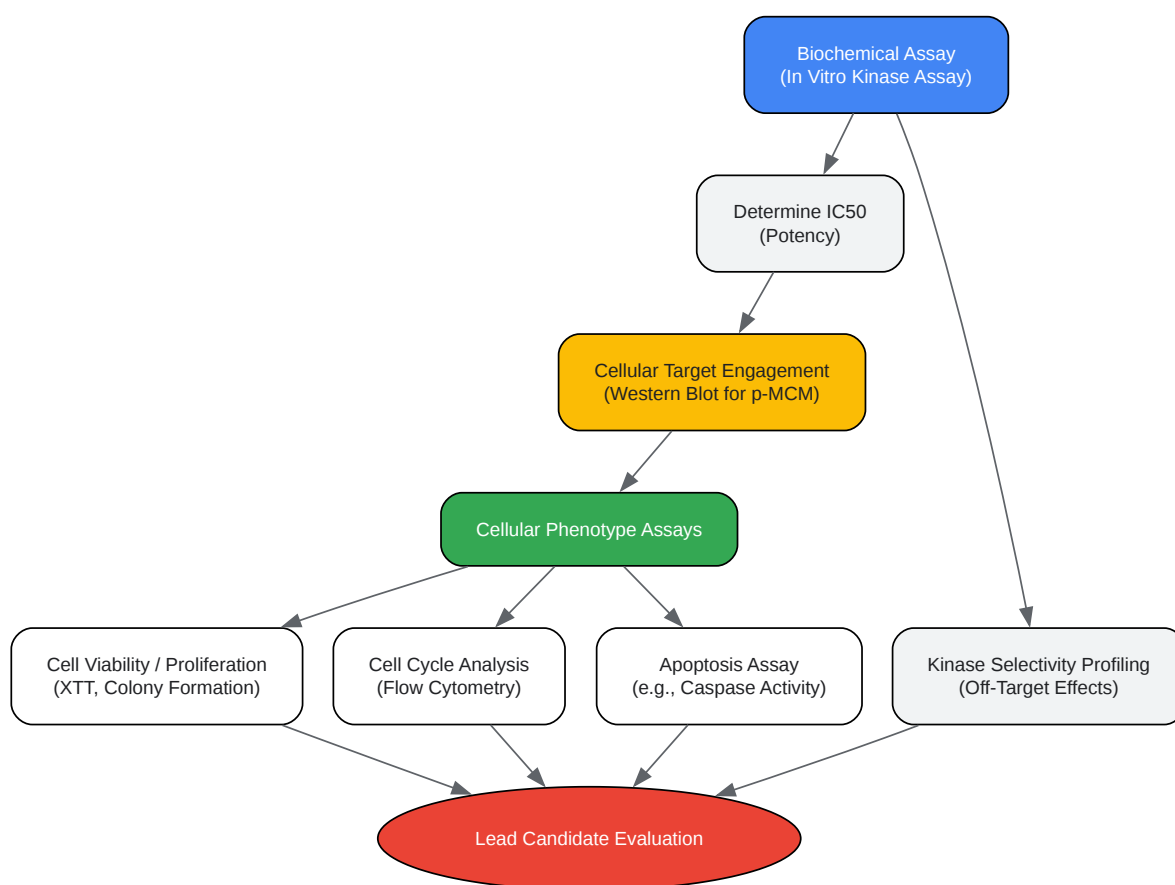 Biochemical Assay
(In Vitro Kinase Assay)
Determine IC50
(Potency)
Cellular Target Engagement
(Western Blot for p-MCM)
Cellular Phenotype Assays
Cell Viability / Proliferation
(XTT, Colony Formation)
Cell Cycle Analysis
(Flow Cytometry)
Apoptosis Assay
(e.g., Caspase Activity)
Kinase Selectivity Profiling
(Off-Target Effects)
Lead Candidate Evaluation